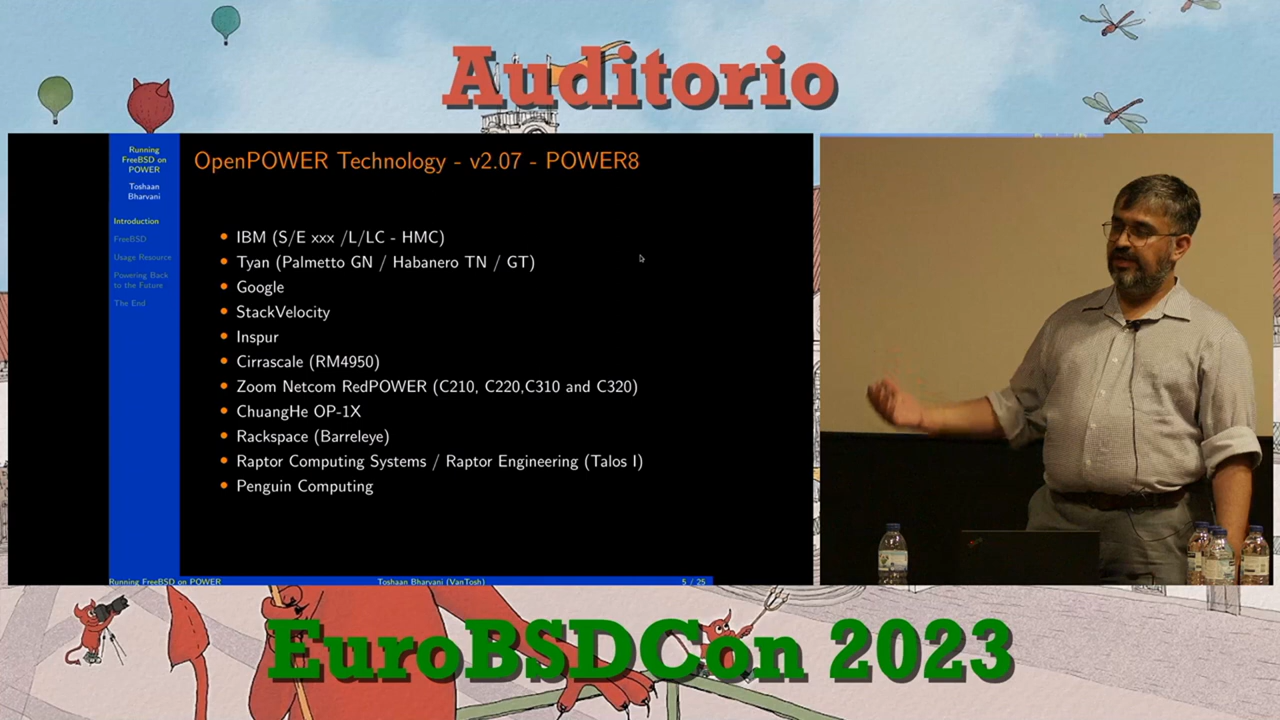 Auditorio
Running
FreeBSD on
POWER
Toshaan
Bharvani
Introduction
FreeBSD
Usage Resource
Powering Back
to the Future
The End
OpenPOWER Technology - v2.07 - POWER8
IBM (S/E xxx /L/LC - HMC)
Tyan (Palmetto GN / Habanero TN / GT)
Google
StackVelocity
Inspur
Cirrascale (RM4950)
Zoom Netcom RedPOWER (C210, C220,C310 and C320)
ChuangHe OP-1X
Rackspace (Barreleye)
Raptor Computing Systems / Raptor Engineering (Talos I)
Penguin Computing
Running FreeBSD on POWER
Toshaan Bharvani (VanTosh)
5 / 25
EuroBSDCon 2023